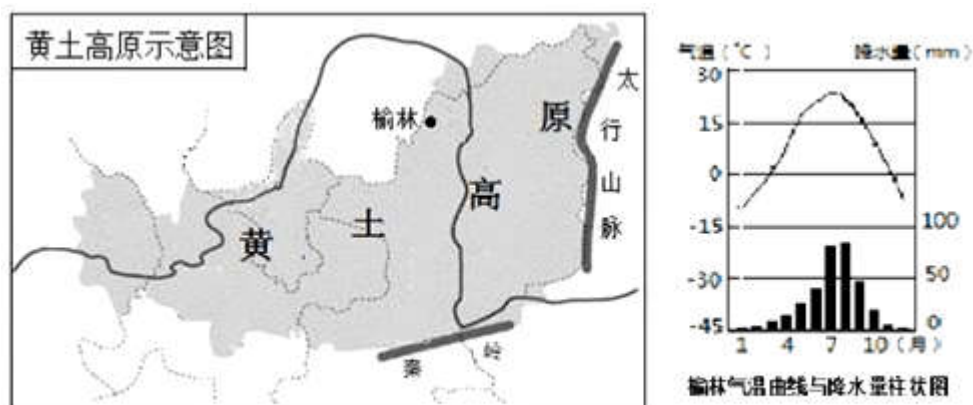 黄土高原示意图
榆林
黄
土
高
原
太
行
山
脉
秦
岭
气温(℃)
降水量(mm)
30
15
0
-15
-30
-45
100
50
0
1 4 7 10(月)
榆林气温曲线与降水量柱状图